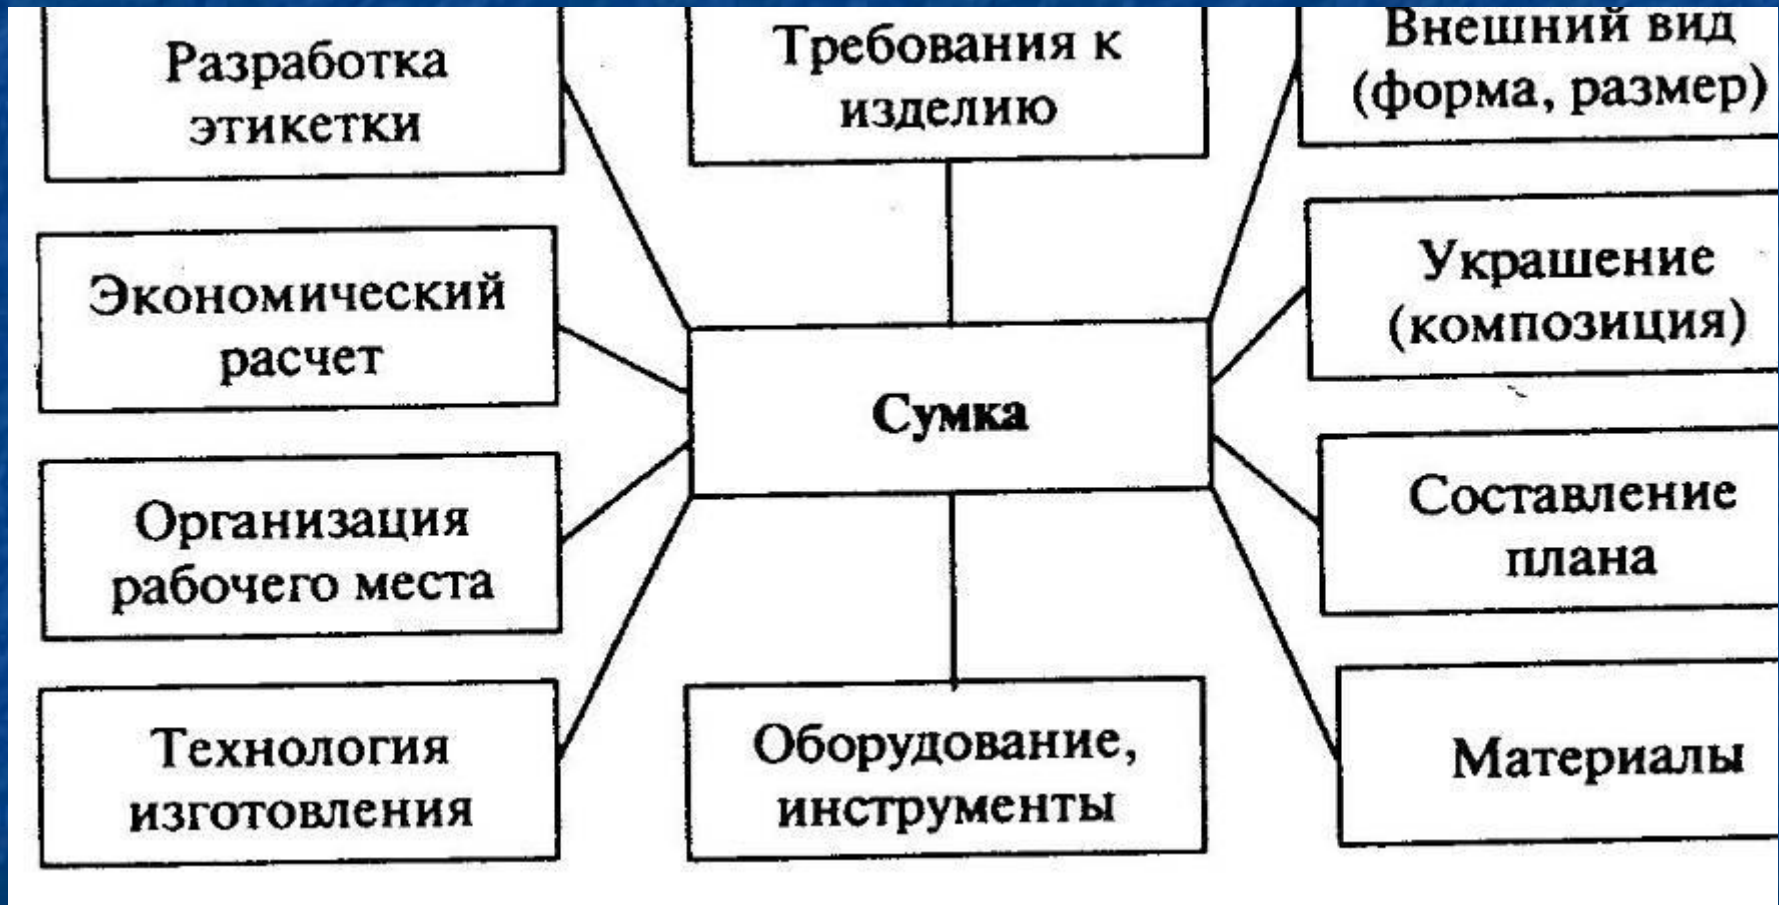 Разработка
этикетки
Требования к
изделию
Внешний вид
(форма, размер)
Экономический
расчет
Украшение
(композиция)
Сумка
Организация
рабочего места
Составление
плана
Технология
изготовления
Оборудование,
инструменты
Материалы